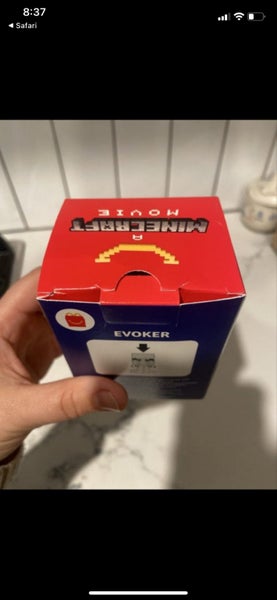 8:37
◀ Safari
A
MINECRAFT
MOVIE
EVOKER